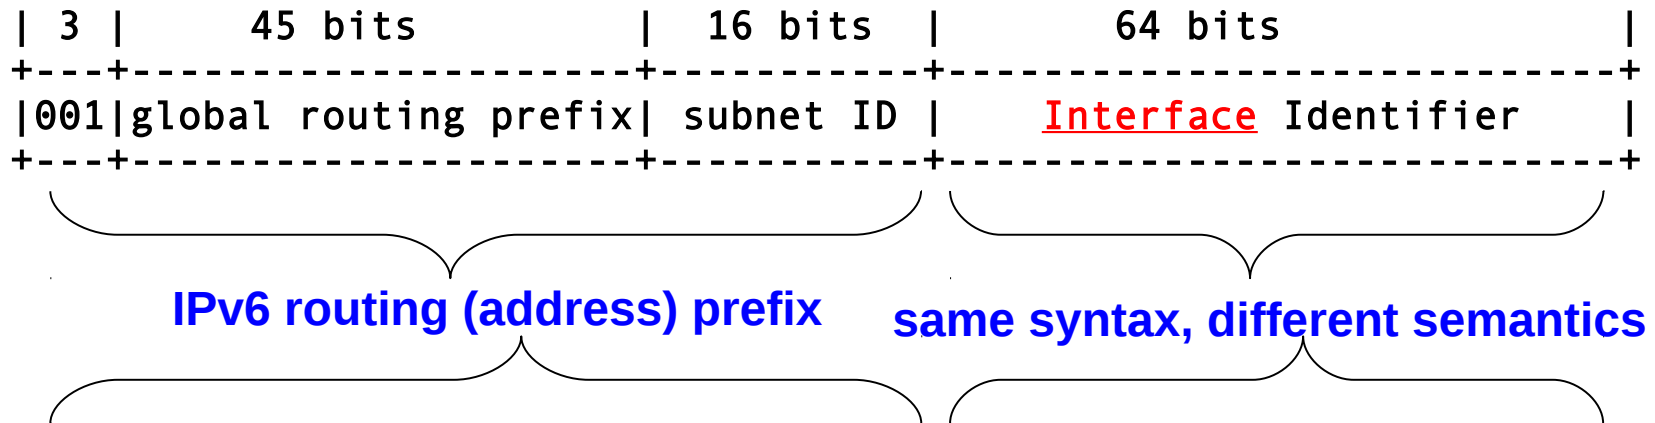 | 3 | 45 bits | 16 bits | 64 bits |
+---+---------------------+-----------+----------------------------+
|001|global routing prefix| subnet ID | Interface Identifier |
+---+---------------------+-----------+----------------------------+
IPv6 routing (address) prefix
same syntax, different semantics